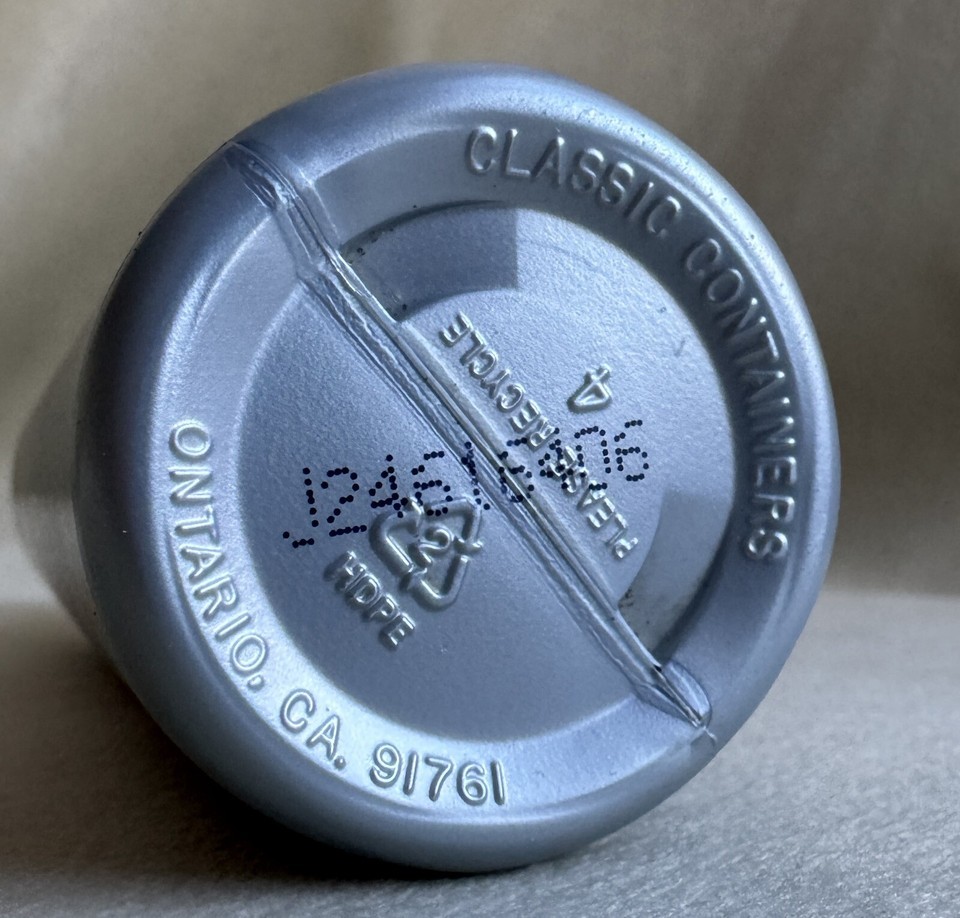 CLASSIC CONTAINERS
PLEASE RECYCLE
4
2
HDPE
ONTARIO, CA. 91761